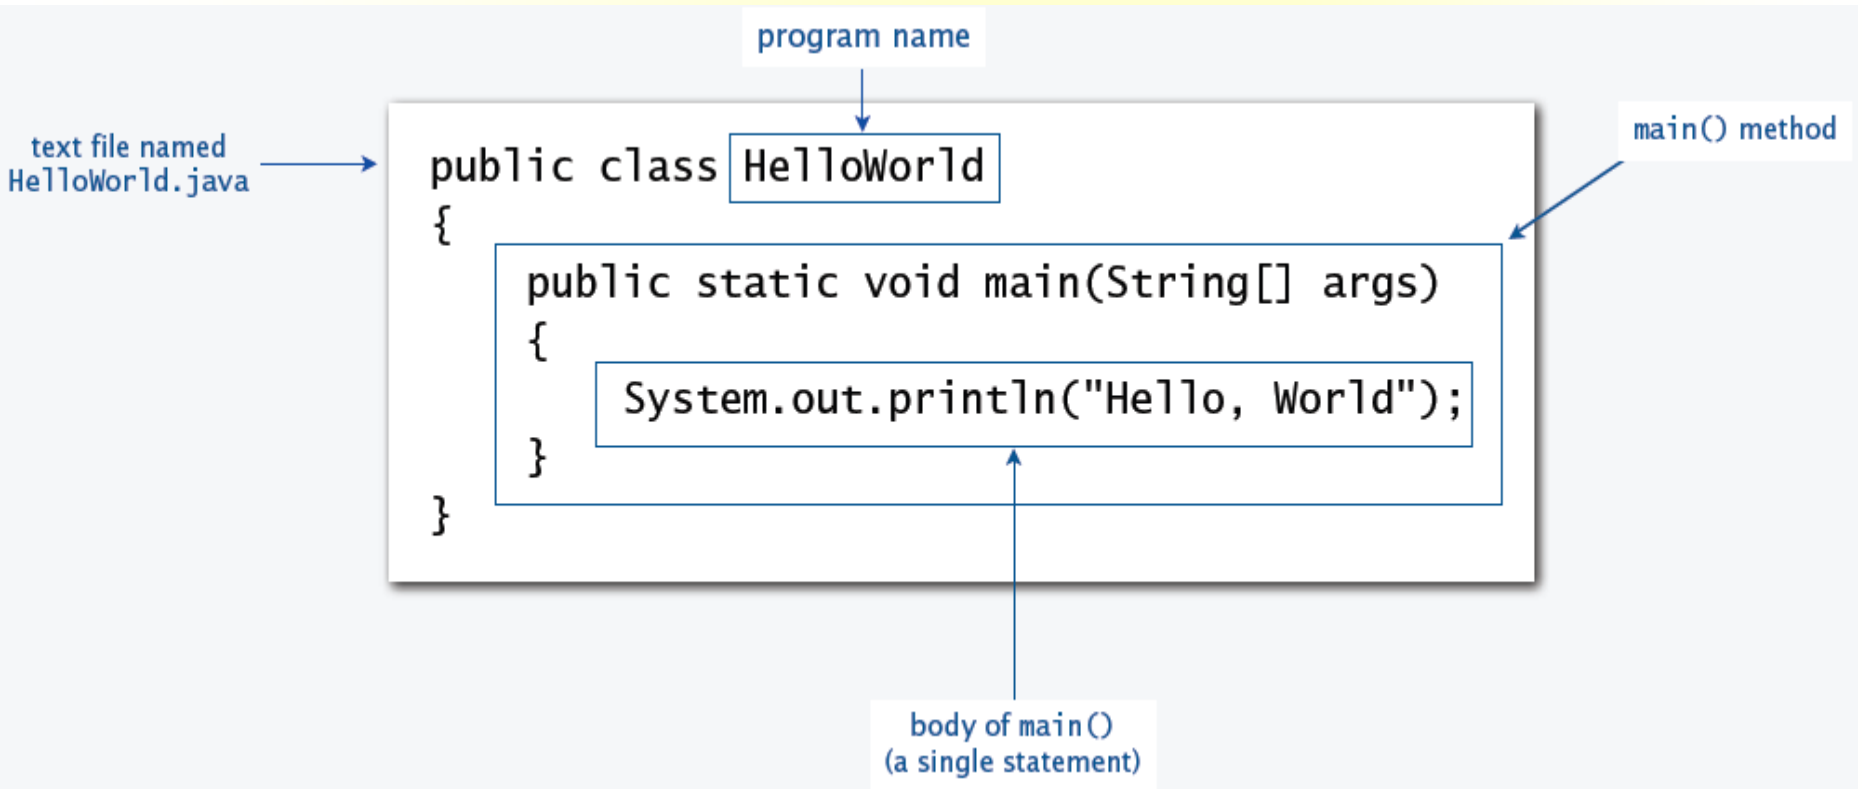 program name
text file named
HelloWorld.java
main() method
public class HelloWorld
{
public static void main(String[] args)
{
System.out.println("Hello, World");
}
}
body of main()
(a single statement)